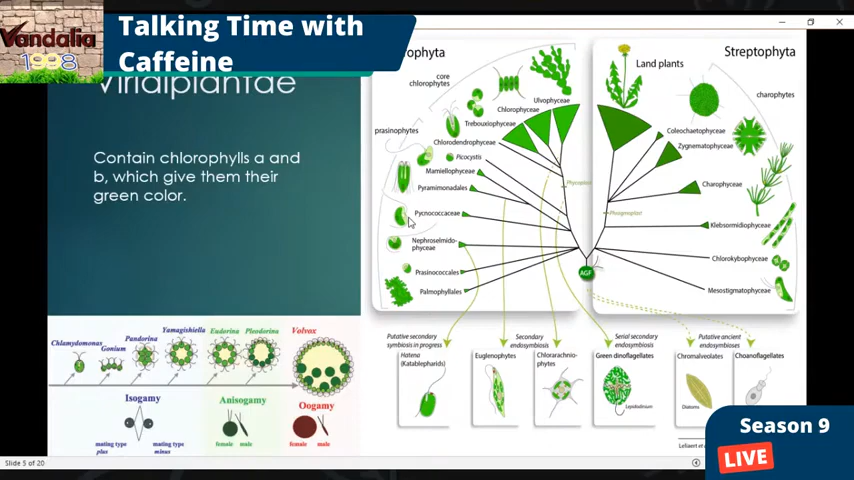 Vandalia
1998
Talking Time with
Caffeine
Viridiplantae
Contain chlorophylls a and
b, which give them their
green color.
ophyta
Streptophyta
core
chlorophytes
Land plants
charophytes
Ulvophyceae
Chlorophyceae
Trebouxiophyceae
prasinophytes
Chlorodendrophyceae
Picocystis
Mamiellophyceae
Pyramimonadales
Pycnococcaceae
Nephroselmido-
phyceae
Prasinococcales
Palmophyllales
Phycoplast
Phragmoplast
AGF
Coleochaetophyceae
Zygnematophyceae
Charophyceae
Klebsormidiophyceae
Chlorokybophyceae
Mesostigmatophyceae
Putative secondary
symbiosis in progress
Secondary
endosymbiosis
Serial secondary
endosymbiosis
Putative ancient
endosymbioses
Hatena
(Katablepharids)
Euglenophytes
Chlorarachnio-
phytes
Green dinoflagellates
Lepidodinium
Chromalveolates
Diatoms
Choanoflagellates
Leliaert
Chlamydomonas
Gonium
Pandorina
Yamagishiella
Eudorina
Pleodorina
Volvox
Isogamy
Anisogamy
Oogamy
mating type
plus
mating type
minus
female male
female male
Slide 5 of 20
Season 9
LIVE